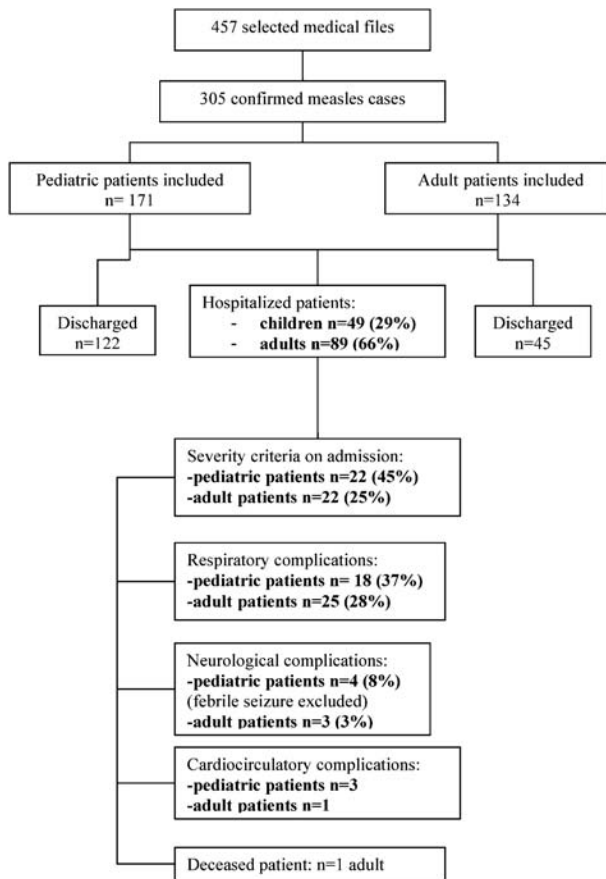 457 selected medical files
305 confirmed measles cases
Pediatric patients included
n= 171
Adult patients included
n=134
Discharged
n=122
Hospitalized patients:
- children n=49 (29%)
- adults n=89 (66%)
Discharged
n=45
Severity criteria on admission:
-pediatric patients n=22 (45%)
-adult patients n=22 (25%)
Respiratory complications:
-pediatric patients n= 18 (37%)
-adult patients n=25 (28%)
Neurological complications:
-pediatric patients n=4 (8%)
(febrile seizure excluded)
-adult patients n=3 (3%)
Cardiocirculatory complications:
-pediatric patients n=3
-adult patients n=1
Deceased patient: n=1 adult